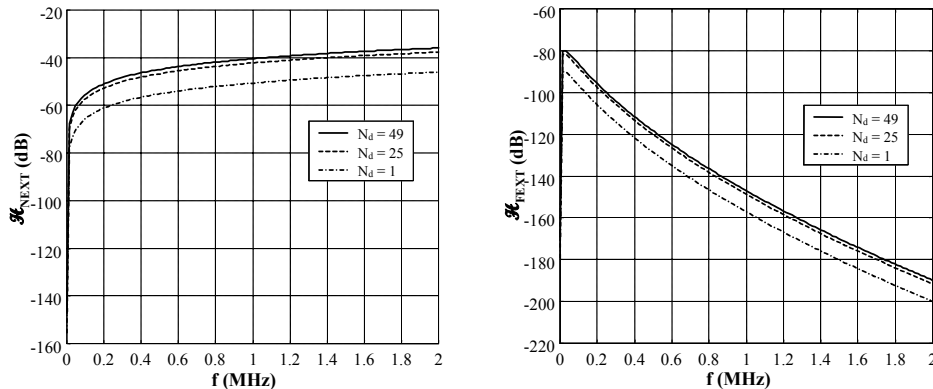 -20
-40
-60
-80
-100
-120
-140
-160
ℋNEXT (dB)
Nd = 49
Nd = 25
Nd = 1
0 0.2 0.4 0.6 0.8 1 1.2 1.4 1.6 1.8 2
f (MHz)
-60
-80
-100
-120
-140
-160
-180
-200
-220
ℋFEXT (dB)
Nd = 49
Nd = 25
Nd = 1
0 0.2 0.4 0.6 0.8 1 1.2 1.4 1.6 1.8 2
f (MHz)